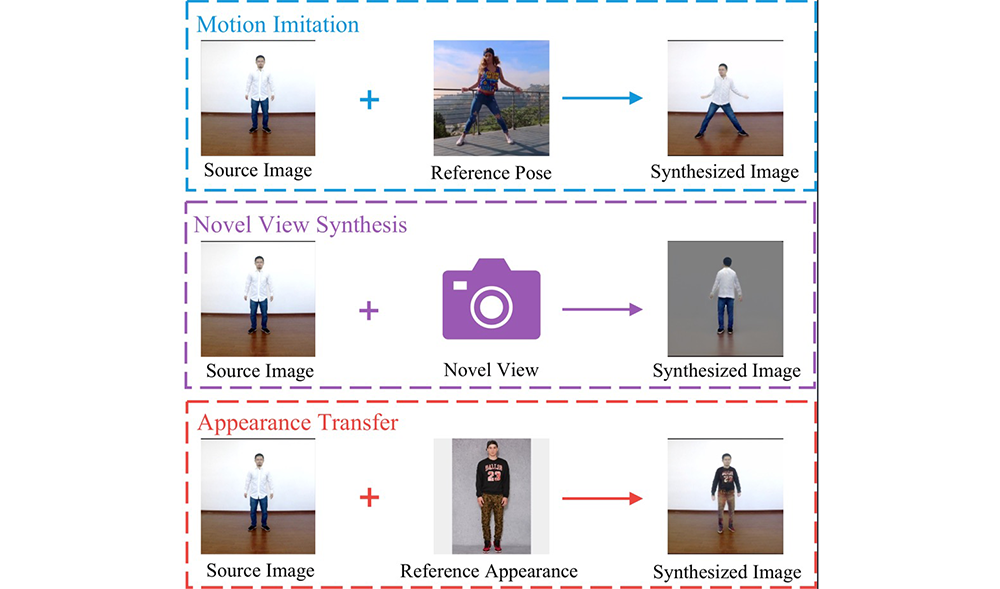 Motion Imitation
Source Image
Reference Pose
Synthesized Image
Novel View Synthesis
Source Image
Novel View
Synthesized Image
Appearance Transfer
23
Source Image
Reference Appearance
Synthesized Image